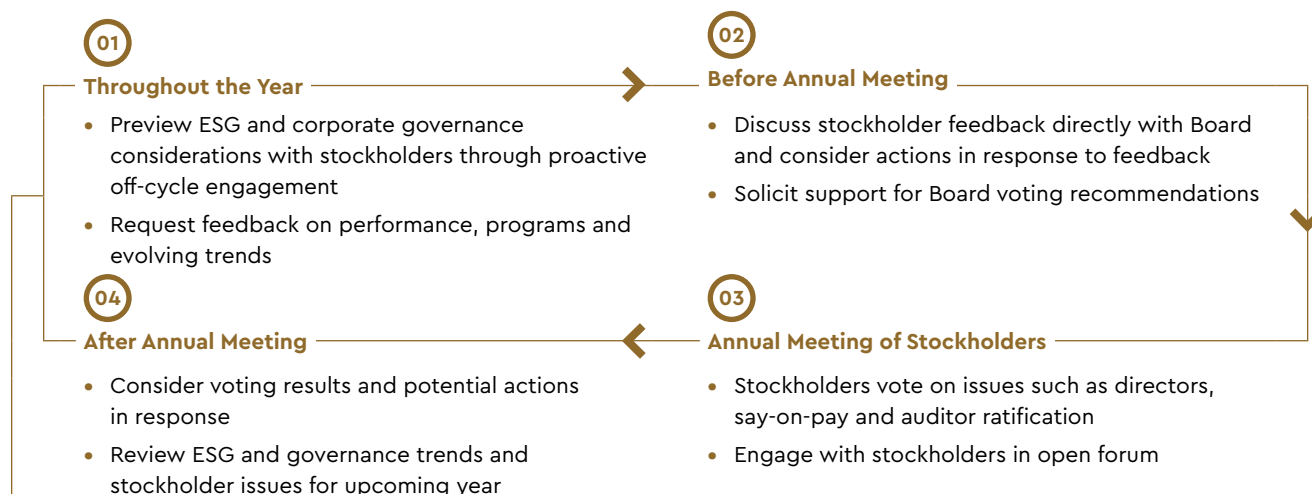 01
Throughout the Year
• Preview ESG and corporate governance
considerations with stockholders through proactive
off-cycle engagement
• Request feedback on performance, programs and
evolving trends
02
Before Annual Meeting
• Discuss stockholder feedback directly with Board
and consider actions in response to feedback
• Solicit support for Board voting recommendations
03
Annual Meeting of Stockholders
• Stockholders vote on issues such as directors,
say-on-pay and auditor ratification
• Engage with stockholders in open forum
04
After Annual Meeting
• Consider voting results and potential actions
in response
• Review ESG and governance trends and
stockholder issues for upcoming year